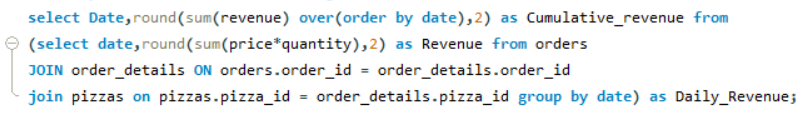 select Date,round(sum(revenue) over(order by date),2) as Cumulative_revenue from
(select date,round(sum(price*quantity),2) as Revenue from orders
JOIN order_details ON orders.order_id = order_details.order_id
join pizzas on pizzas.pizza_id = order_details.pizza_id group by date) as Daily_Revenue;